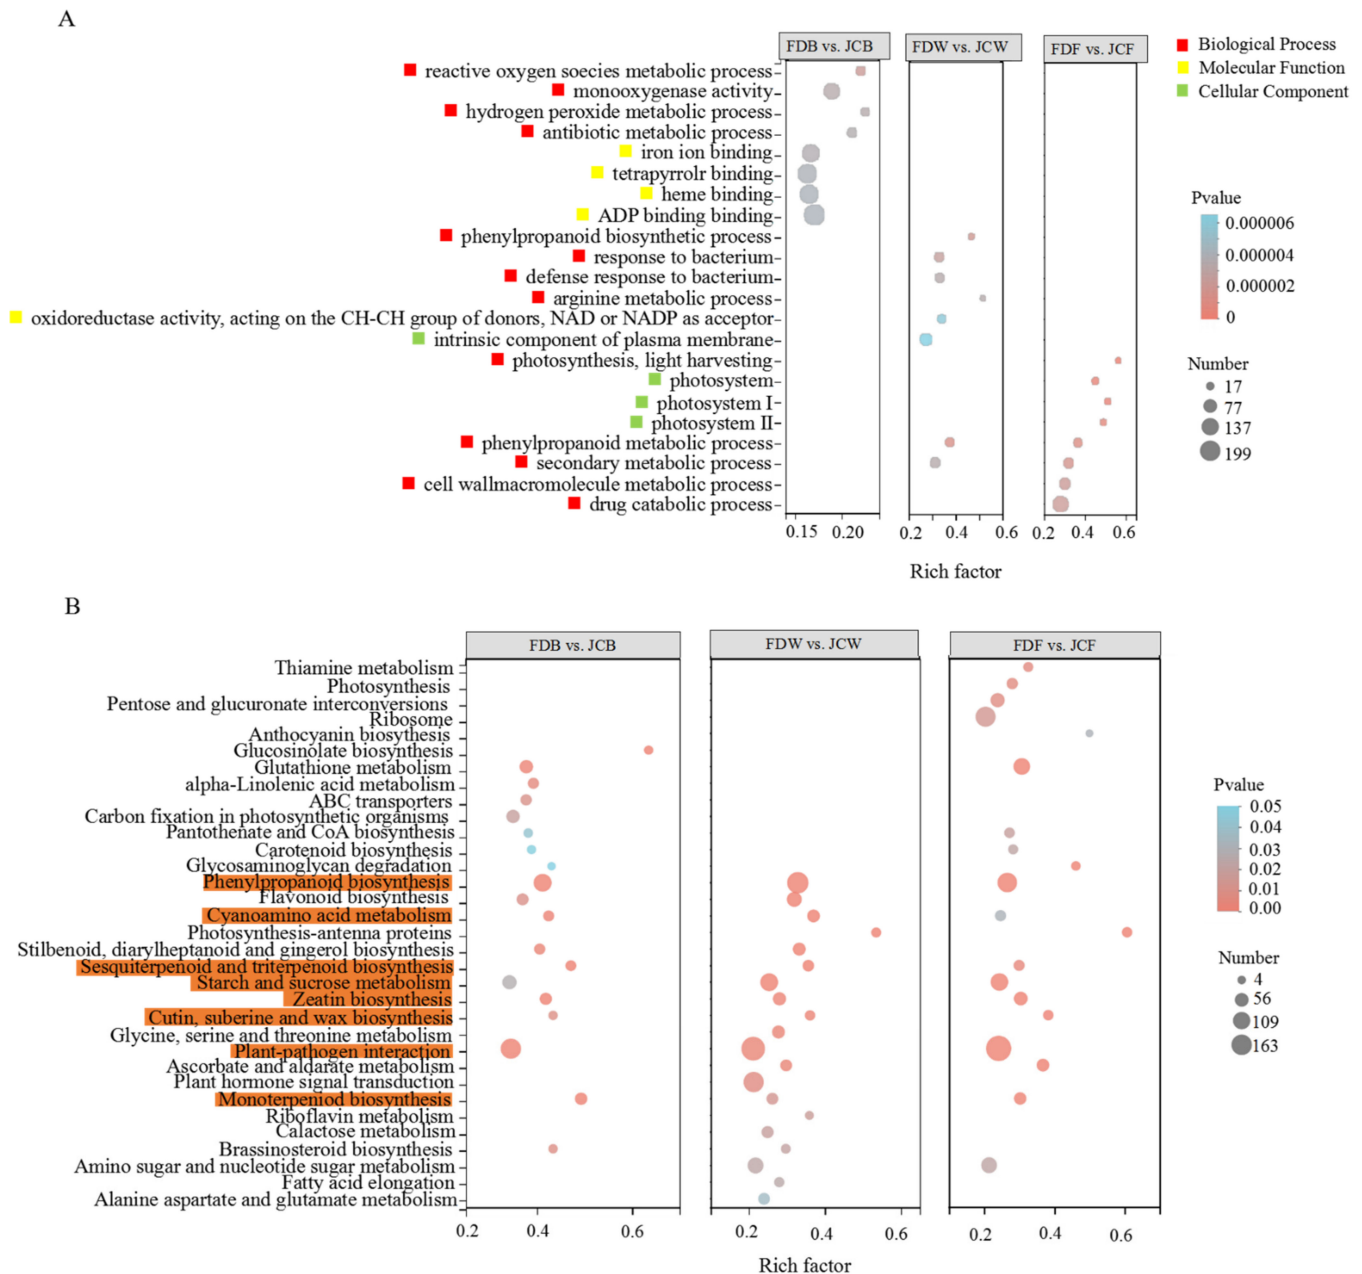 A
FDB vs. JCB
FDW vs. JCW
FDF vs. JCF
Biological Process
Molecular Function
Cellular Component
reactive oxygen soecies metabolic process
monooxygenase activity
hydrogen peroxide metabolic process
antibiotic metabolic process
iron ion binding
tetrapyrrolr binding
heme binding
ADP binding binding
phenylpropanoid biosynthetic process
response to bacterium
defense response to bacterium
arginine metabolic process
oxidoreductase activity, acting on the CH-CH group of donors, NAD or NADP as acceptor
intrinsic component of plasma membrane
photosynthesis, light harvesting
photosystem
photosystem I
photosystem II
phenylpropanoid metabolic process
secondary metabolic process
cell wallmacromolecule metabolic process
drug catabolic process
Pvalue
0.000006
0.000004
0.000002
0
Number
17
77
137
199
0.15 0.20
0.2 0.4 0.6
0.2 0.4 0.6
Rich factor
B
FDB vs. JCB
FDW vs. JCW
FDF vs. JCF
Thiamine metabolism
Photosynthesis
Pentose and glucuronate interconversions
Ribosome
Anthocyanin biosythesis
Glucosinolate biosynthesis
Glutathione metabolism
alpha-Linolenic acid metabolism
ABC transporters
Carbon fixation in photosynthetic organisms
Pantothenate and CoA biosynthesis
Carotenoid biosynthesis
Glycosaminoglycan degradation
Phenylpropanoid biosynthesis
Flavonoid biosynthesis
Cyanoamino acid metabolism
Photosynthesis-antenna proteins
Stilbenoid, diarylheptanoid and gingerol biosynthesis
Sesquiterpenoid and triterpenoid biosynthesis
Starch and sucrose metabolism
Zeatin biosynthesis
Cutin, suberine and wax biosynthesis
Glycine, serine and threonine metabolism
Plant-pathogen interaction
Ascorbate and aldarate metabolism
Plant hormone signal transduction
Monoterpeniod biosynthesis
Riboflavin metabolism
Calactose metabolism
Brassinosteroid biosynthesis
Amino sugar and nucleotide sugar metabolism
Fatty acid elongation
Alanine aspartate and glutamate metabolism
Pvalue
0.05
0.04
0.03
0.02
0.01
0.00
Number
4
56
109
163
0.2 0.4 0.6
0.2 0.4 0.6
0.2 0.4 0.6
Rich factor